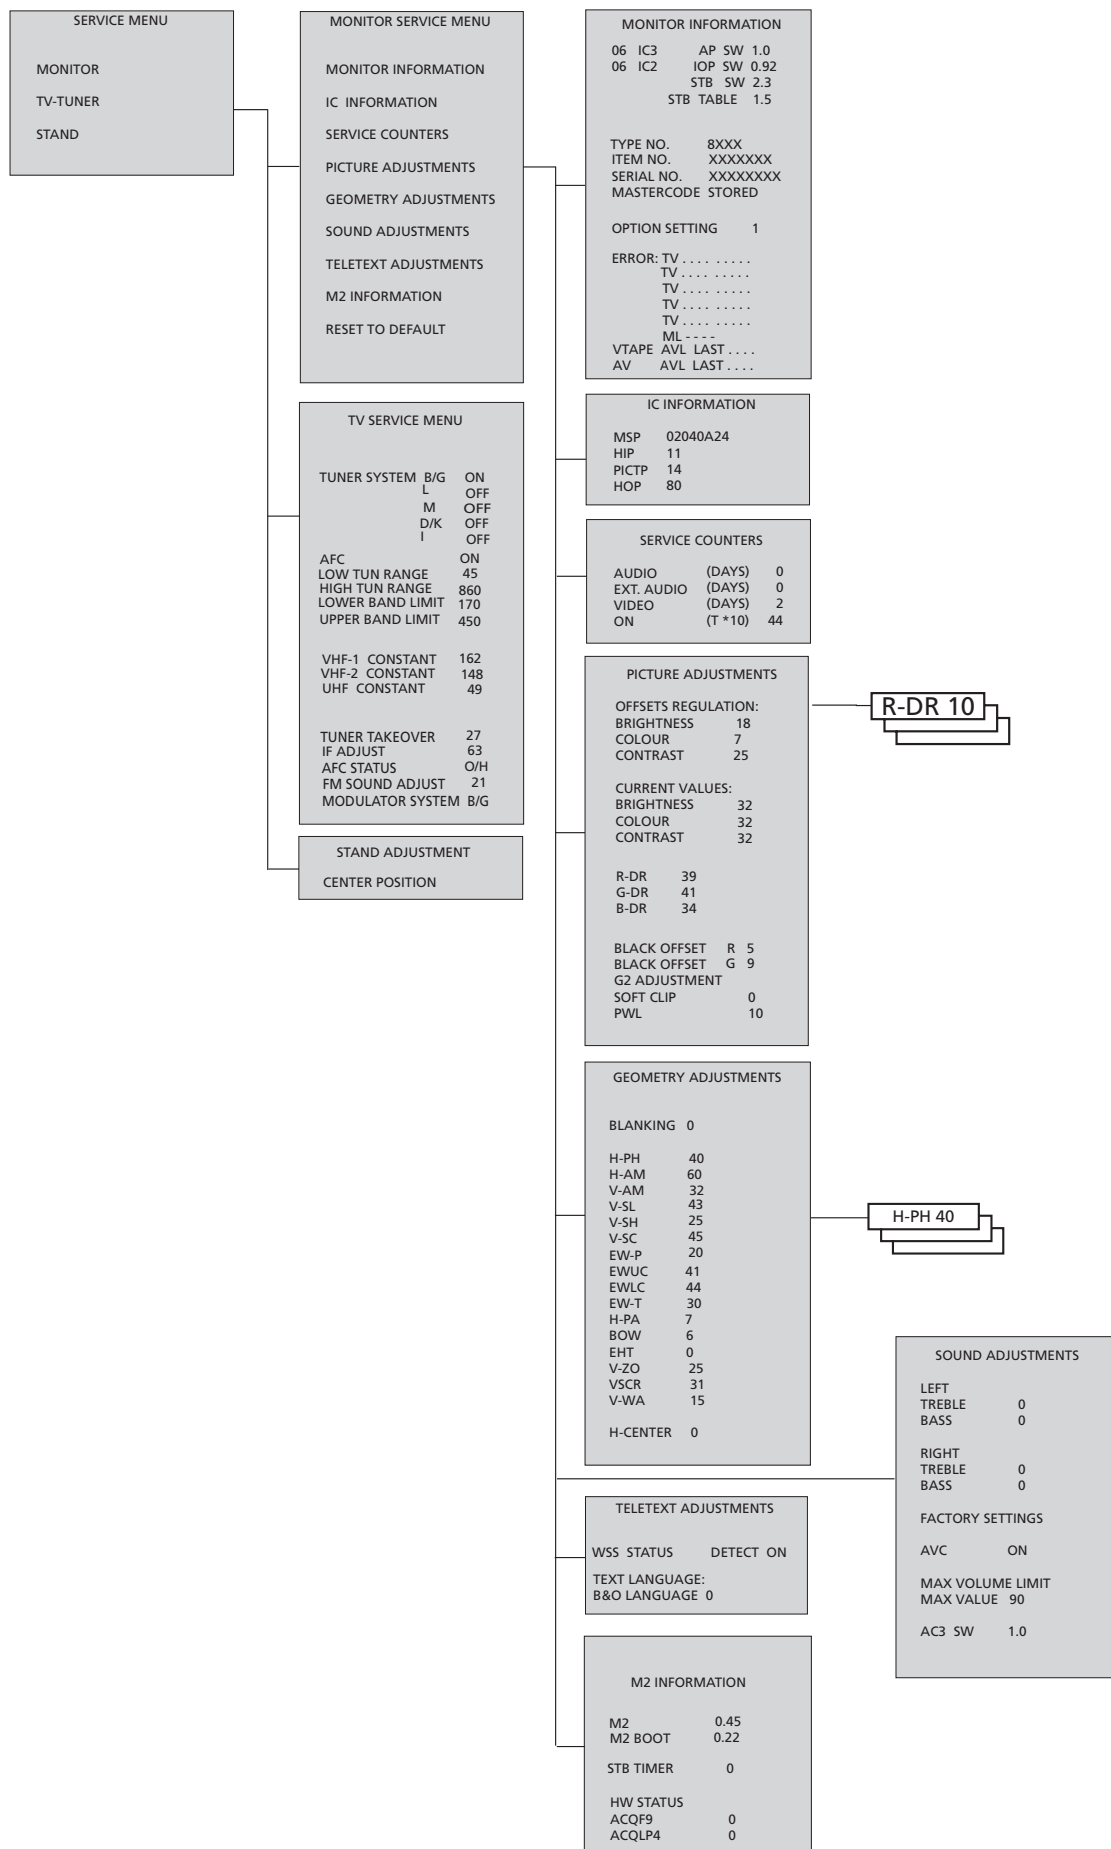 SERVICE MENU
MONITOR
TV-TUNER
STAND
MONITOR SERVICE MENU
MONITOR INFORMATION
IC INFORMATION
SERVICE COUNTERS
PICTURE ADJUSTMENTS
GEOMETRY ADJUSTMENTS
SOUND ADJUSTMENTS
TELETEXT ADJUSTMENTS
M2 INFORMATION
RESET TO DEFAULT
TV SERVICE MENU
TUNER SYSTEM B/G ON
L OFF
M OFF
D/K OFF
I OFF
AFC ON
LOW TUN RANGE 45
HIGH TUN RANGE 860
LOWER BAND LIMIT 170
UPPER BAND LIMIT 450
VHF-1 CONSTANT 162
VHF-2 CONSTANT 148
UHF CONSTANT 49
TUNER TAKEOVER 27
IF ADJUST 63
AFC STATUS O/H
FM SOUND ADJUST 21
MODULATOR SYSTEM B/G
STAND ADJUSTMENT
CENTER POSITION
MONITOR INFORMATION
06 IC3 AP SW 1.0
06 IC2 IOP SW 0.92
STB SW 2.3
STB TABLE 1.5
TYPE NO. 8XXX
ITEM NO. XXXXXXX
SERIAL NO. XXXXXXXX
MASTERCODE STORED
OPTION SETTING 1
ERROR: TV . . . . . . . . .
TV . . . . . . . . .
TV . . . . . . . . .
TV . . . . . . . . .
TV . . . . . . . . .
ML - - - -
VTAPE AVL LAST . . . .
AV AVL LAST . . . .
IC INFORMATION
MSP 02040A24
HIP 11
PICTP 14
HOP 80
SERVICE COUNTERS
AUDIO (DAYS) 0
EXT. AUDIO (DAYS) 0
VIDEO (DAYS) 2
ON (T *10) 44
PICTURE ADJUSTMENTS
OFFSETS REGULATION:
BRIGHTNESS 18
COLOUR 7
CONTRAST 25
CURRENT VALUES:
BRIGHTNESS 32
COLOUR 32
CONTRAST 32
R-DR 39
G-DR 41
B-DR 34
BLACK OFFSET R 5
BLACK OFFSET G 9
G2 ADJUSTMENT
SOFT CLIP 0
PWL 10
R-DR 10
GEOMETRY ADJUSTMENTS
BLANKING 0
H-PH 40
H-AM 60
V-AM 32
V-SL 43
V-SH 25
V-SC 45
EW-P 20
EWUC 41
EWLC 44
EW-T 30
H-PA 7
BOW 6
EHT 0
V-ZO 25
VSCR 31
V-WA 15
H-CENTER 0
H-PH 40
SOUND ADJUSTMENTS
LEFT
TREBLE 0
BASS 0
RIGHT
TREBLE 0
BASS 0
FACTORY SETTINGS
AVC ON
MAX VOLUME LIMIT
MAX VALUE 90
AC3 SW 1.0
TELETEXT ADJUSTMENTS
WSS STATUS DETECT ON
TEXT LANGUAGE:
B&O LANGUAGE 0
M2 INFORMATION
M2 0.45
M2 BOOT 0.22
STB TIMER 0
HW STATUS
ACQF9 0
ACQLP4 0